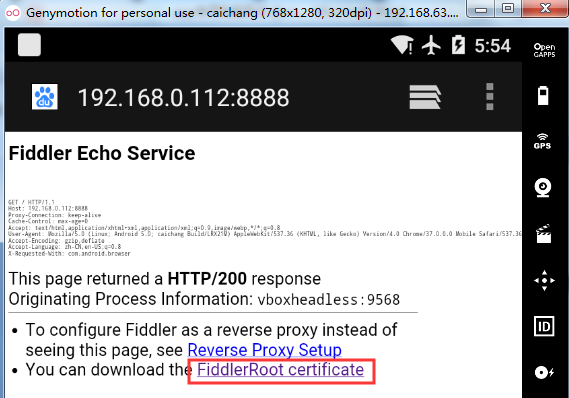 Genymotion for personal use - caichang (768x1280, 320dpi) - 192.168.63....
5:54
Open
GAPPS
du
192.168.0.112:8888
GPS
Fiddler Echo Service
GET / HTTP/1.1
Host: 192.168.0.112:8888
Proxy-Connection: keep-alive
Cache-Control: max-age=0
Accept: text/html,application/xhtml+xml,application/xml;q=0.9,image/webp,*/*;q=0.8
User-Agent: Mozilla/5.0 (Linux; Android 5.0; caichang Build/LRX21M) AppleWebKit/537.36 (KHTML, like Gecko) Version/4.0 Chrome/37.0.0.0 Mobile Safari/537.36
Accept-Encoding: gzip,deflate
Accept-Language: zh-CN,en-US;q=0.8
X-Requested-With: com.android.browser
This page returned a HTTP/200 response
Originating Process Information: vboxheadless:9568
ID
• To configure Fiddler as a reverse proxy instead of
seeing this page, see Reverse Proxy Setup
• You can download the FiddlerRoot certificate